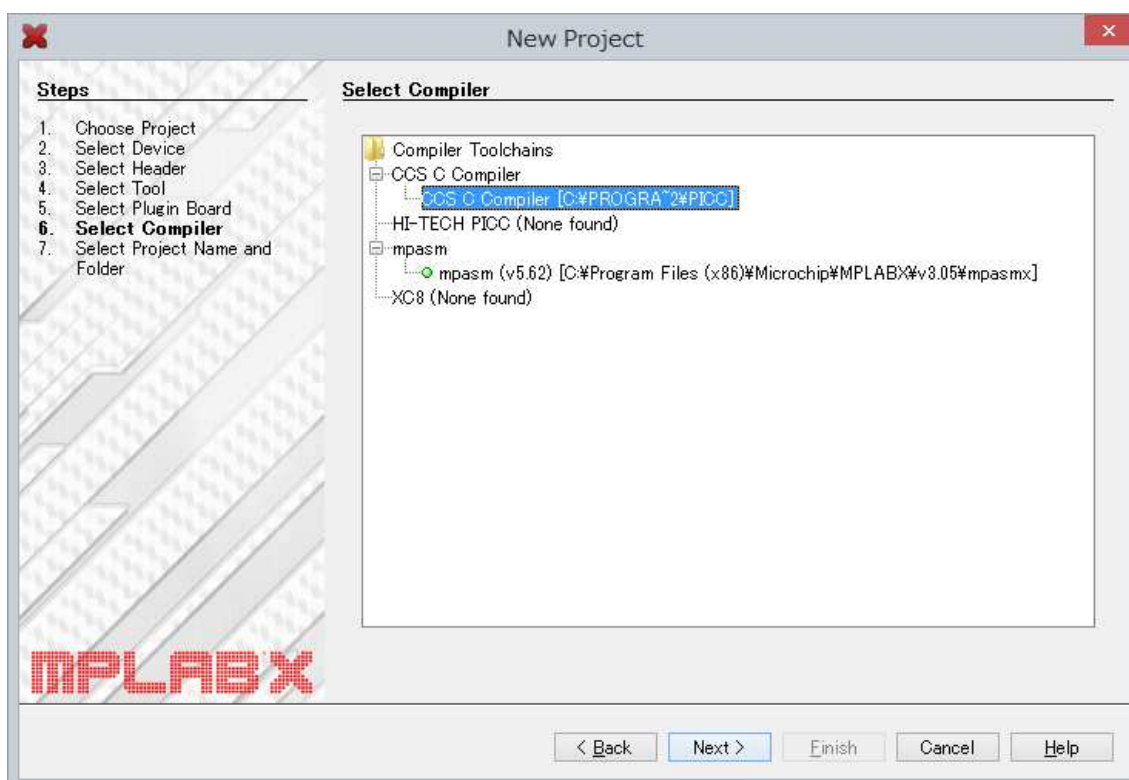 New Project
Steps
1. Choose Project
2. Select Device
3. Select Header
4. Select Tool
5. Select Plugin Board
6. Select Compiler
7. Select Project Name and
Folder
MPLAB X
Select Compiler
Compiler Toolchains
CCS C Compiler
CCS C Compiler [C:¥PROGRA~2¥PICC]
HI-TECH PICC (None found)
mpasm
mpasm (v5.62) [C:¥Program Files (x86)¥Microchip¥MPLABX¥v3.05¥mpasmx]
XC8 (None found)
< Back Next > Finish Cancel Help